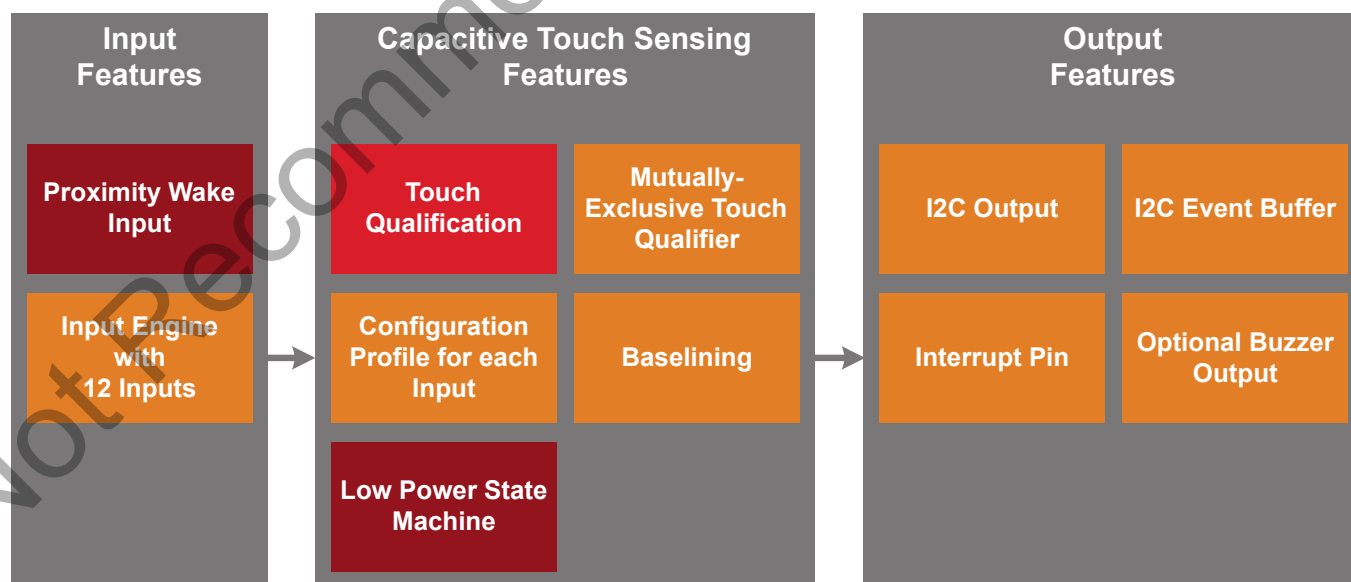 Input
Features
Proximity Wake
Input
Input Engine
with
12 Inputs
Capacitive Touch Sensing
Features
Touch
Qualification
Mutually-
Exclusive Touch
Qualifier
Configuration
Profile for each
Input
Baselining
Low Power State
Machine
Output
Features
I2C Output
I2C Event Buffer
Interrupt Pin
Optional Buzzer
Output
Not